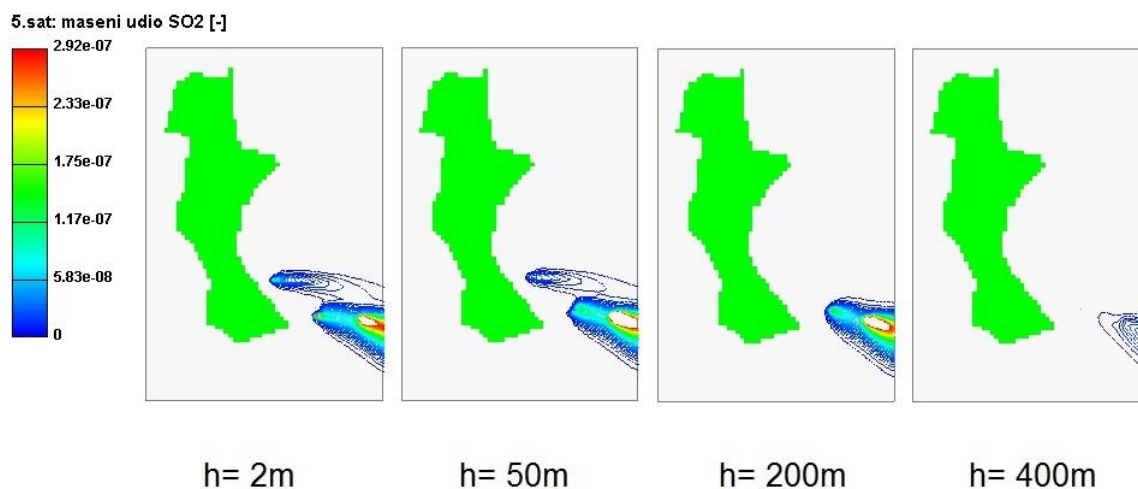 5.sat: maseni udio SO2 [-]
2.92e-07
2.33e-07
1.75e-07
1.17e-07
5.83e-08
0
h= 2m
h= 50m
h= 200m
h= 400m